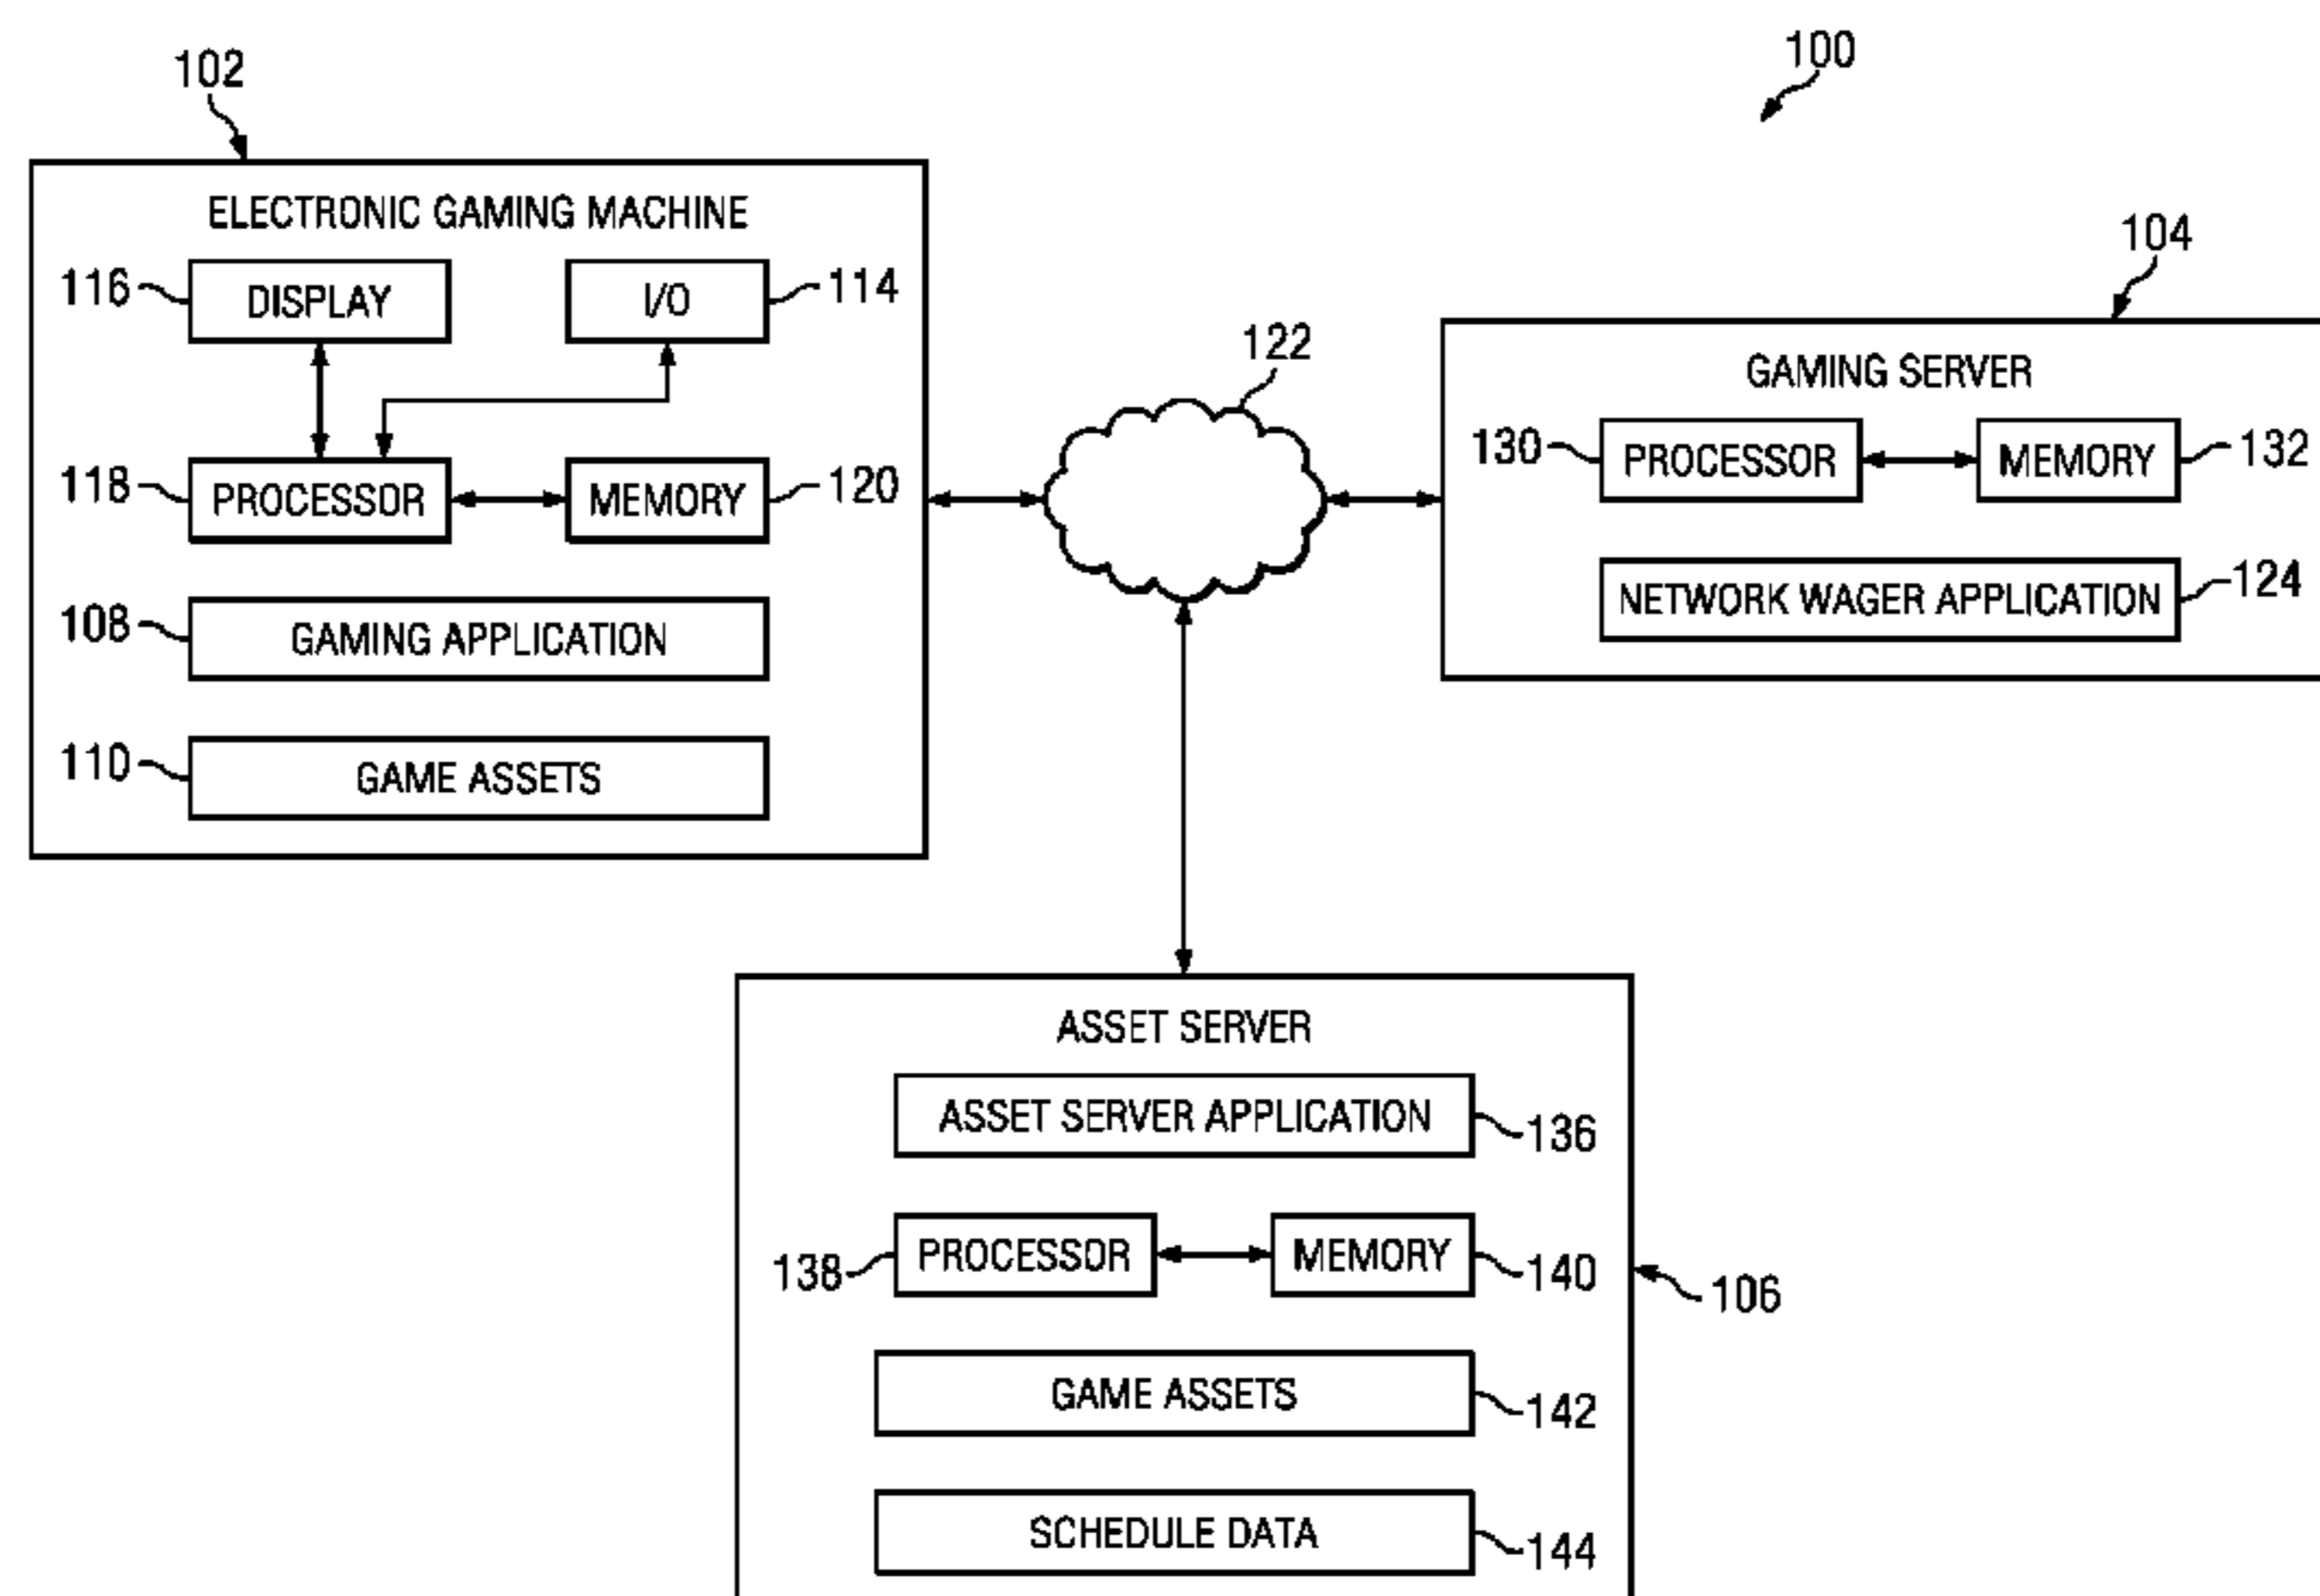 100
102
ELECTRONIC GAMING MACHINE
116 DISPLAY I/O 114
118 PROCESSOR MEMORY 120
108 GAMING APPLICATION
110 GAME ASSETS
122
104
GAMING SERVER
130 PROCESSOR MEMORY 132
NETWORK WAGER APPLICATION 124
ASSET SERVER
ASSET SERVER APPLICATION 136
138 PROCESSOR MEMORY 140
106
GAME ASSETS 142
SCHEDULE DATA 144